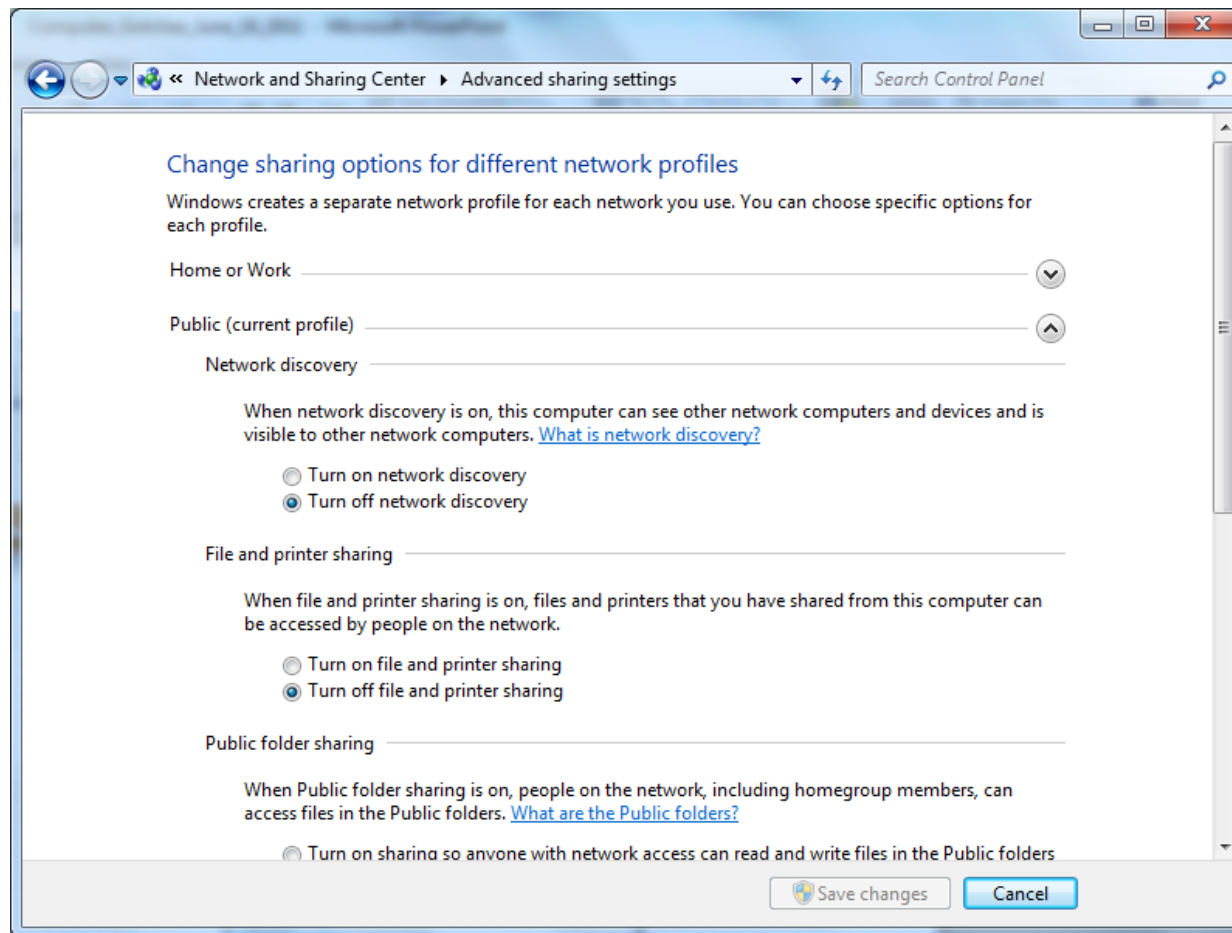 « Network and Sharing Center ▸ Advanced sharing settings
Search Control Panel
Change sharing options for different network profiles
Windows creates a separate network profile for each network you use. You can choose specific options for
each profile.
Home or Work
Public (current profile)
Network discovery
When network discovery is on, this computer can see other network computers and devices and is
visible to other network computers. What is network discovery?
Turn on network discovery
Turn off network discovery
File and printer sharing
When file and printer sharing is on, files and printers that you have shared from this computer can
be accessed by people on the network.
Turn on file and printer sharing
Turn off file and printer sharing
Public folder sharing
When Public folder sharing is on, people on the network, including homegroup members, can
access files in the Public folders. What are the Public folders?
Turn on sharing so anyone with network access can read and write files in the Public folders
Save changes
Cancel